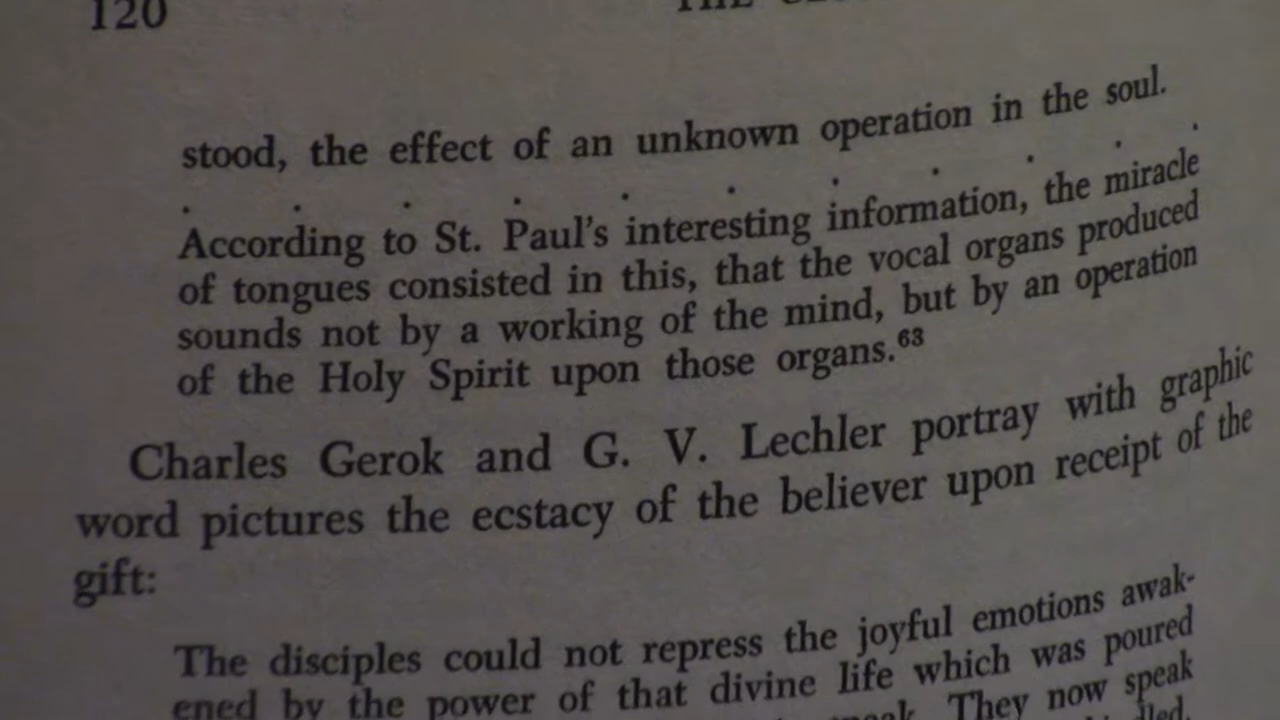 120
stood, the effect of an unknown operation in the soul.
. . . . . . . . . .
According to St. Paul's interesting information, the miracle
of tongues consisted in this, that the vocal organs produced
sounds not by a working of the mind, but by an operation
of the Holy Spirit upon those organs.63
Charles Gerok and G. V. Lechler portray with graphic
word pictures the ecstacy of the believer upon receipt of the
gift:
The disciples could not repress the joyful emotions awak-
ened by the power of that divine life which was poured
They now speak